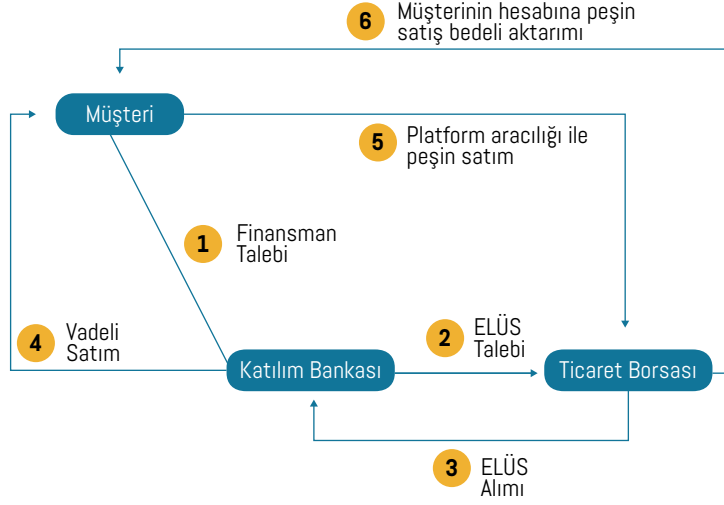 6
Müşterinin hesabına peşin
satış bedeli aktarımı
Müşteri
5
Platform aracılığı ile
peşin satım
1
Finansman
Talebi
4
Vadeli
Satım
2
ELÜS
Talebi
Katılım Bankası
Ticaret Borsası
3
ELÜS
Alımı